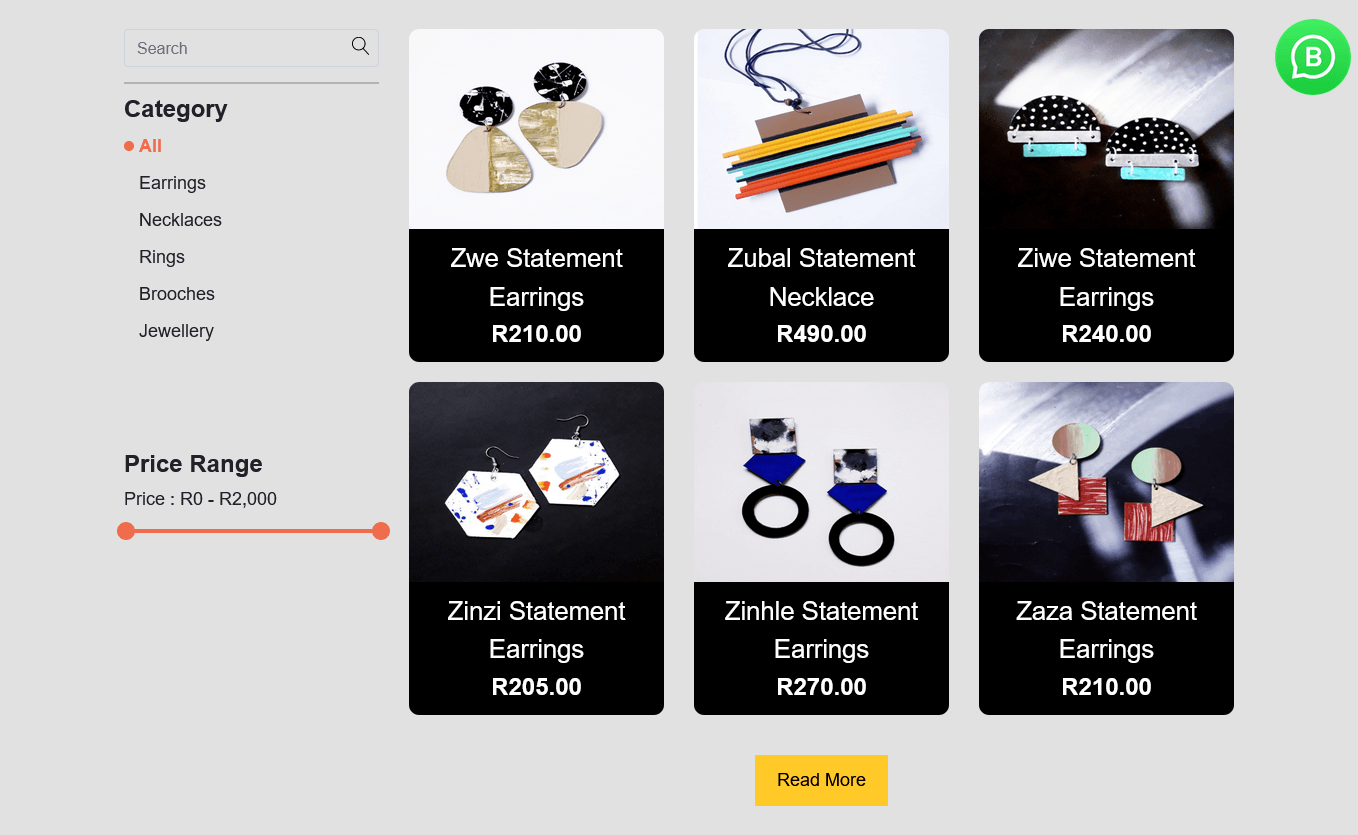 Search
Category
All
Earrings
Necklaces
Rings
Brooches
Jewellery
Price Range
Price : R0 - R2,000
Zwe Statement
Earrings
R210.00
Zubal Statement
Necklace
R490.00
Ziwe Statement
Earrings
R240.00
Zinzi Statement
Earrings
R205.00
Zinhle Statement
Earrings
R270.00
Zaza Statement
Earrings
R210.00
Read More
B